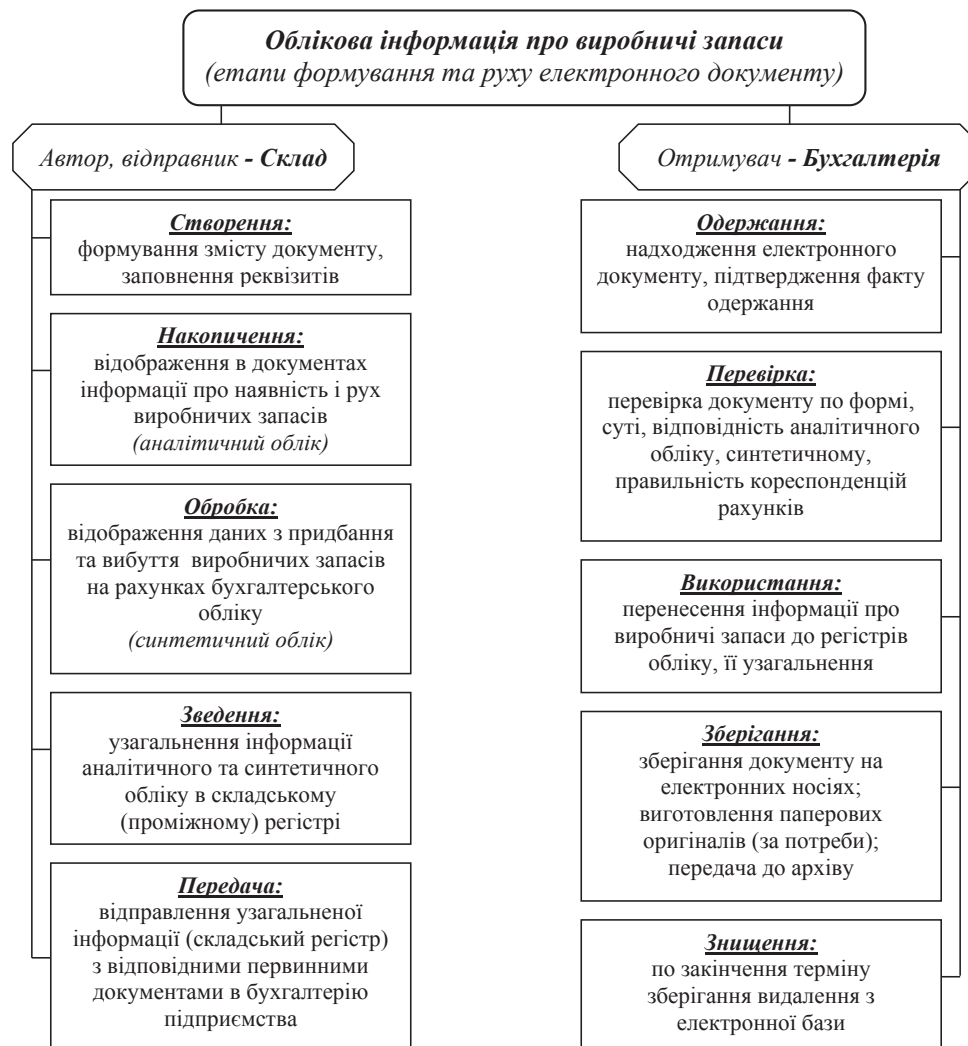 Облікова інформація про виробничі запаси
(етапи формування та руху електронного документу)
Автор, відправник - Склад
Створення:
формування змісту документу,
заповнення реквізитів
Накопичення:
відображення в документах
інформації про наявність і рух
виробничих запасів
(аналітичний облік)
Обробка:
відображення даних з придбання
та вибуття виробничих запасів
на рахунках бухгалтерського
обліку
(синтетичний облік)
Зведення:
узагальнення інформації
аналітичного та синтетичного
обліку в складському
(проміжному) регістрі
Передача:
відправлення узагальненої
інформації (складський регістр)
з відповідними первинними
документами в бухгалтерію
підприємства
Отримувач - Бухгалтерія
Одержання:
надходження електронного
документу, підтвердження факту
одержання
Перевірка:
перевірка документу по формі,
суті, відповідність аналітичного
обліку, синтетичному,
правильність кореспонденцій
рахунків
Використання:
перенесення інформації про
виробничі запаси до регістрів
обліку, її узагальнення
Зберігання:
зберігання документу на
електронних носіях;
виготовлення паперових
оригіналів (за потреби);
передача до архіву
Знищення:
по закінчення терміну
зберігання видалення з
електронної бази